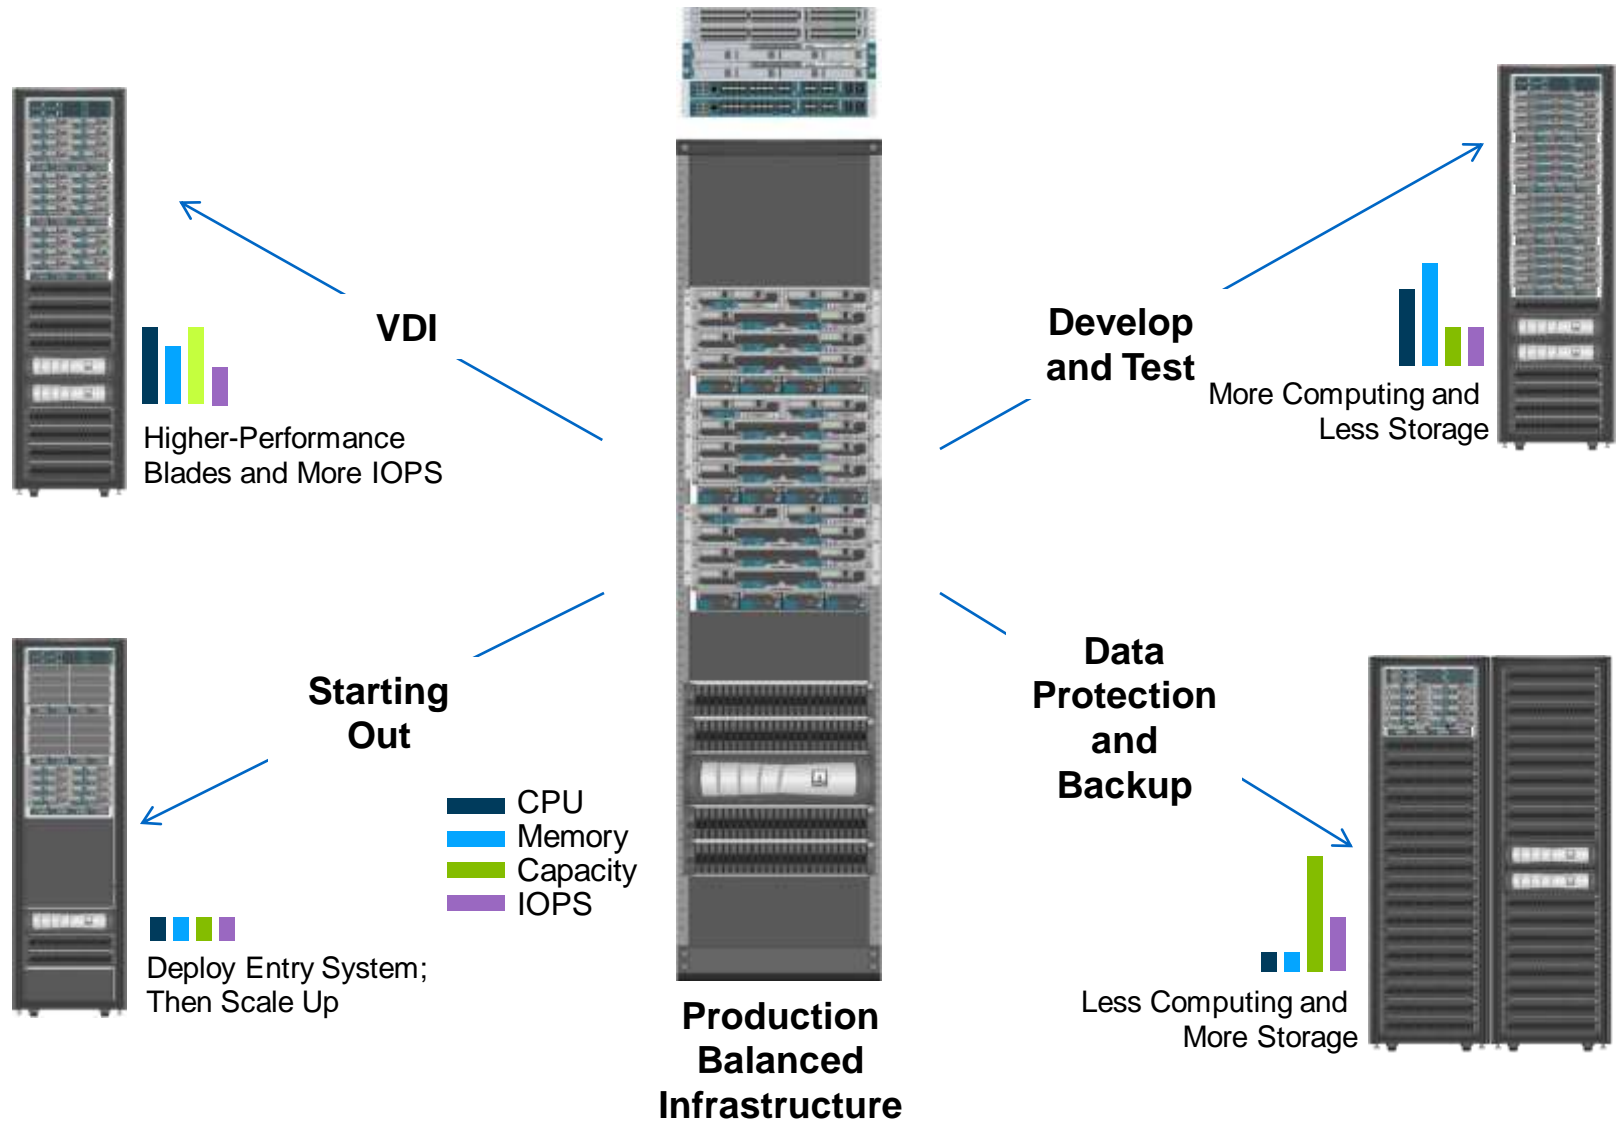 VDI
Higher-Performance
Blades and More IOPS
Develop
and Test
More Computing and
Less Storage
Starting
Out
Deploy Entry System;
Then Scale Up
CPU
Memory
Capacity
IOPS
Data
Protection
and
Backup
Less Computing and
More Storage
Production
Balanced
Infrastructure